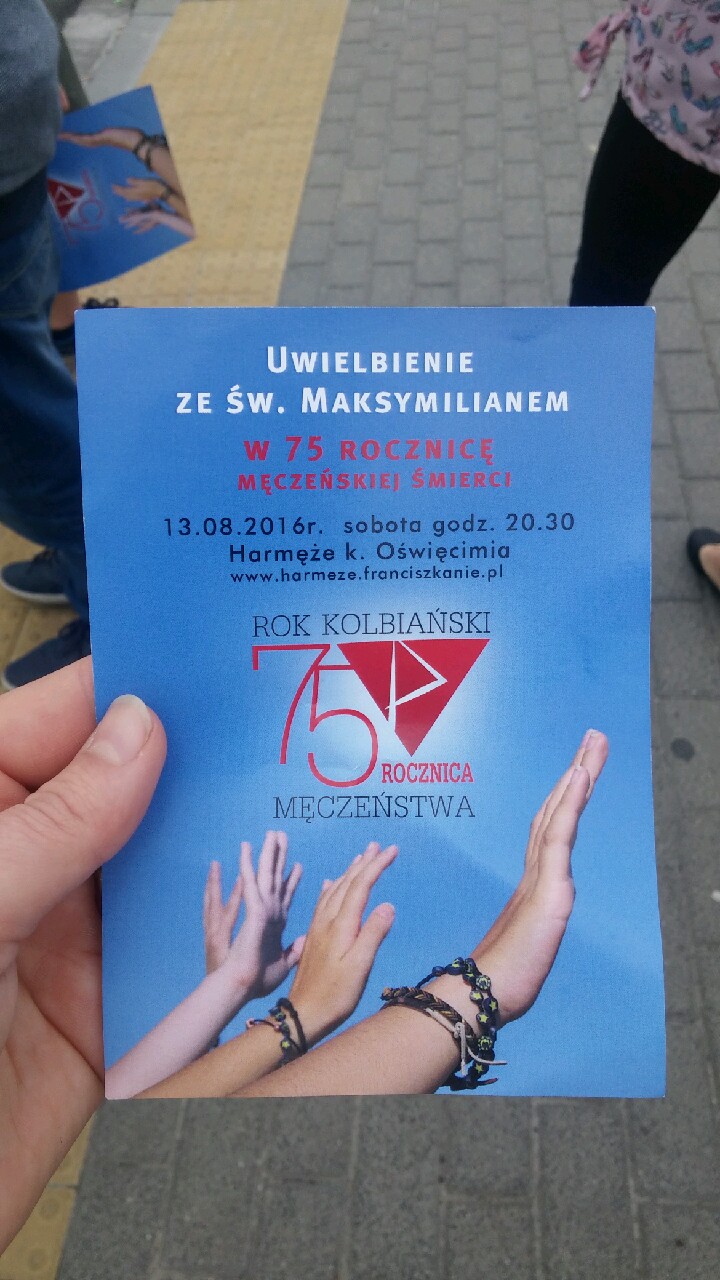 Uwielbienie
ze Św. Maksymilianem
w 75 rocznicę
męczeńskiej śmierci
13.08.2016r. sobota godz. 20.30
Harmęże k. Oświęcimia
www.harmeze.franciszkanie.pl
ROK KOLBIAŃSKI
75 P
ROCZNICA
MĘCZEŃSTWA